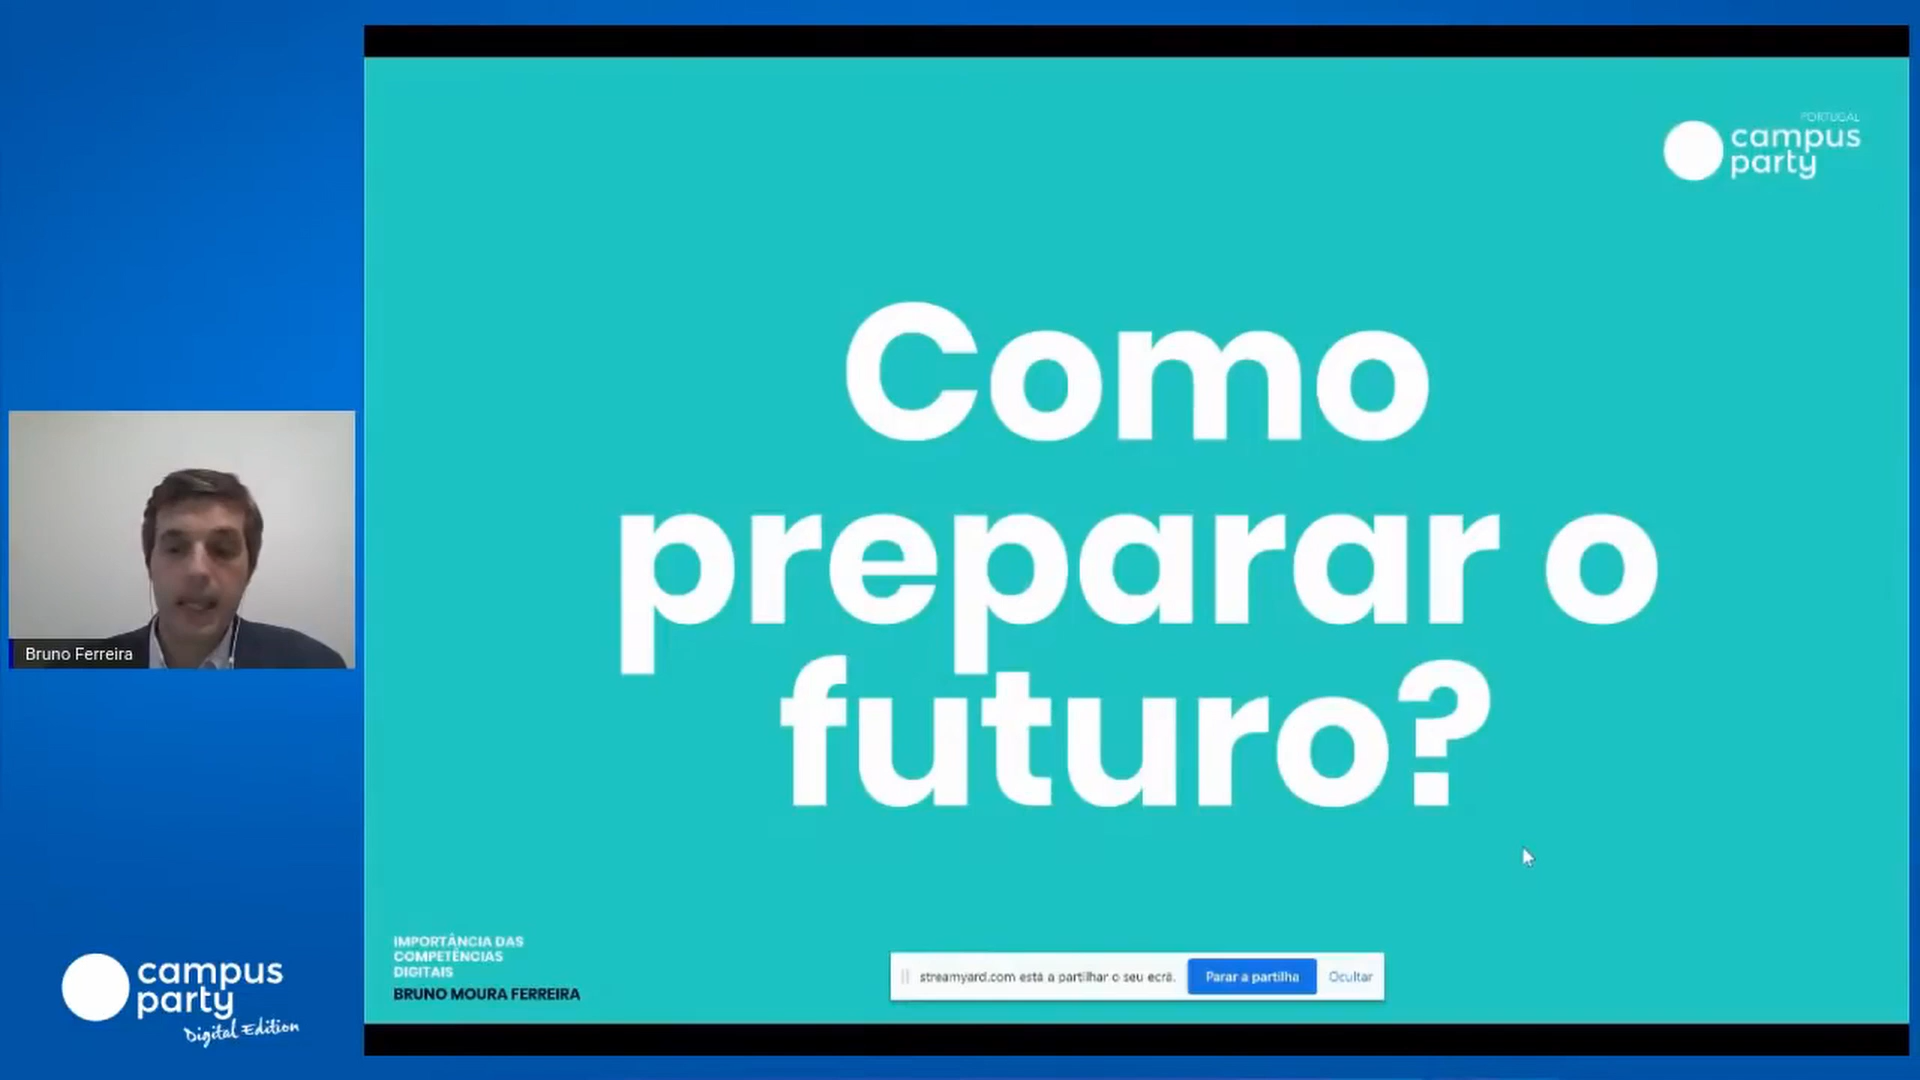 PORTUGAL
campus
party
Como
preparar o
futuro?
Bruno Ferreira
IMPORTÂNCIA DAS
COMPETÊNCIAS
DIGITAIS
BRUNO MOURA FERREIRA
streamyard.com está a partilhar o seu ecrã.
Parar a partilha
Ocultar
campus
party
Digital Edition